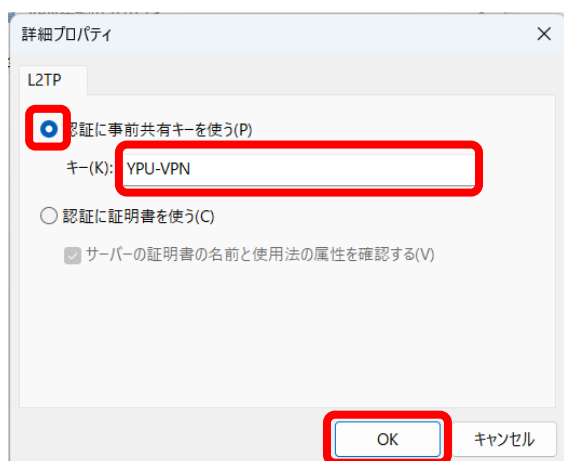 詳細プロパティ
L2TP
認証に事前共有キーを使う(P)
キー(K): YPU-VPN
認証に証明書を使う(C)
サーバーの証明書の名前と使用法の属性を確認する(V)
OK キャンセル